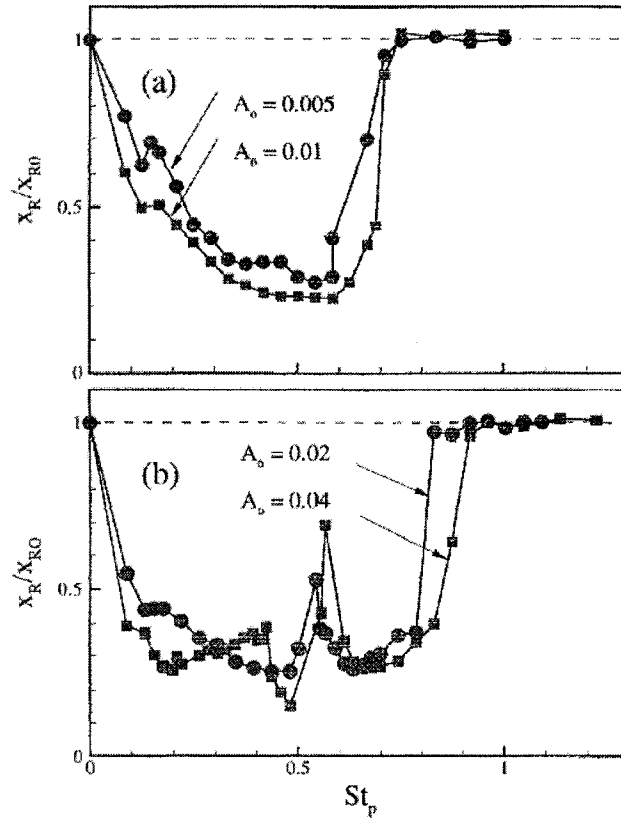 1
(a)
A₀ = 0.005
A₀ = 0.01
X_R/X_R0
0.5
0
1
A₀ = 0.02
(b)
A₀ = 0.04
X_R/X_RO
0.5
0
0
0.5
1
St_p